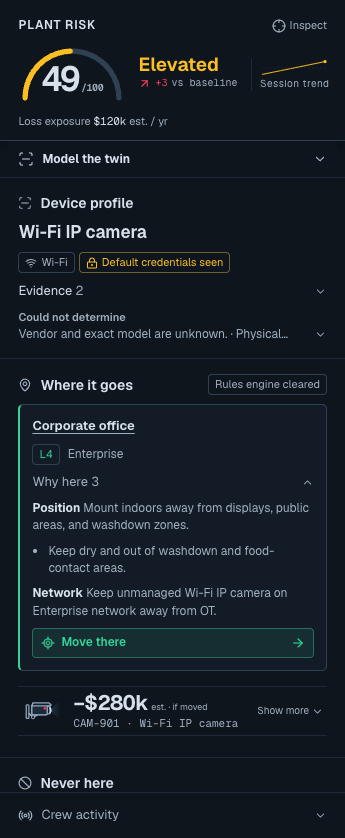 PLANT RISK
Inspect
49 /100
Elevated
+3 vs baseline
Session trend
Loss exposure $120k est. / yr
Model the twin
Device profile
Wi-Fi IP camera
Wi-Fi
Default credentials seen
Evidence 2
Could not determine
Vendor and exact model are unknown. · Physical...
Where it goes
Rules engine cleared
Corporate office
L4 Enterprise
Why here 3
Position Mount indoors away from displays, public
areas, and washdown zones.
• Keep dry and out of washdown and food-
contact areas.
Network Keep unmanaged Wi-Fi IP camera on
Enterprise network away from OT.
Move there
−$280k est. · if moved
CAM-901 · Wi-Fi IP camera
Show more
Never here
Crew activity